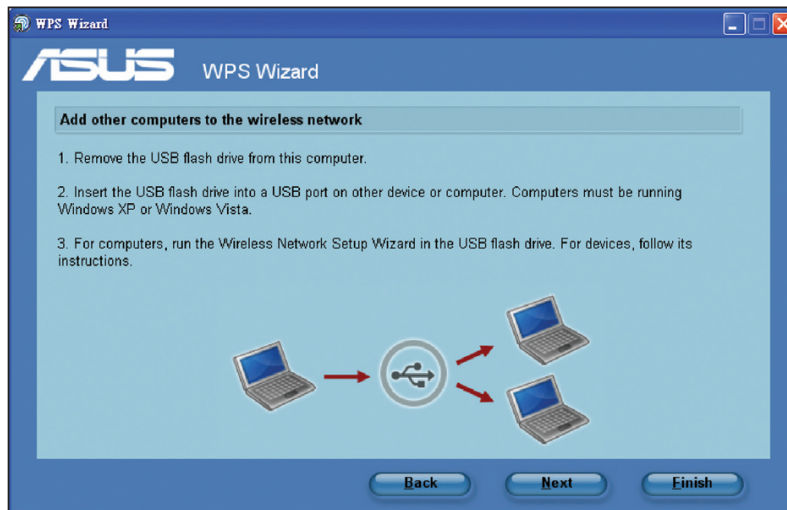 WPS Wizard
ASUS WPS Wizard
Add other computers to the wireless network
1. Remove the USB flash drive from this computer.
2. Insert the USB flash drive into a USB port on other device or computer. Computers must be running
Windows XP or Windows Vista.
3. For computers, run the Wireless Network Setup Wizard in the USB flash drive. For devices, follow its
instructions.
Back Next Finish